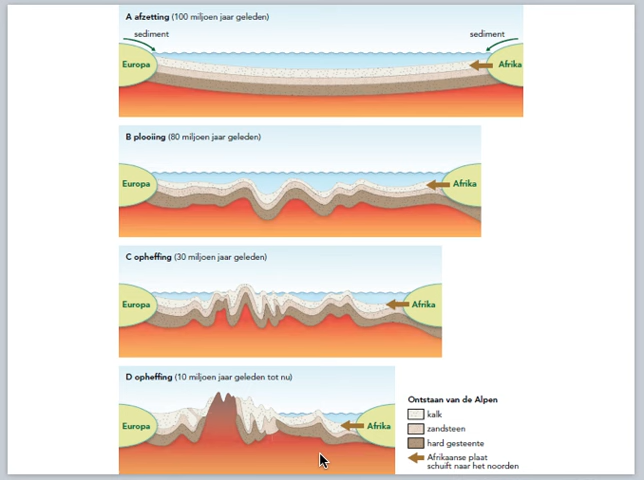 A afzetting (100 miljoen jaar geleden)
sediment
sediment
Europa
Afrika
B plooiing (80 miljoen jaar geleden)
Europa
Afrika
C opheffing (30 miljoen jaar geleden)
Europa
Afrika
D opheffing (10 miljoen jaar geleden tot nu)
Europa
Afrika
Ontstaan van de Alpen
kalk
zandsteen
hard gesteente
Afrikaanse plaat
schuift naar het noorden